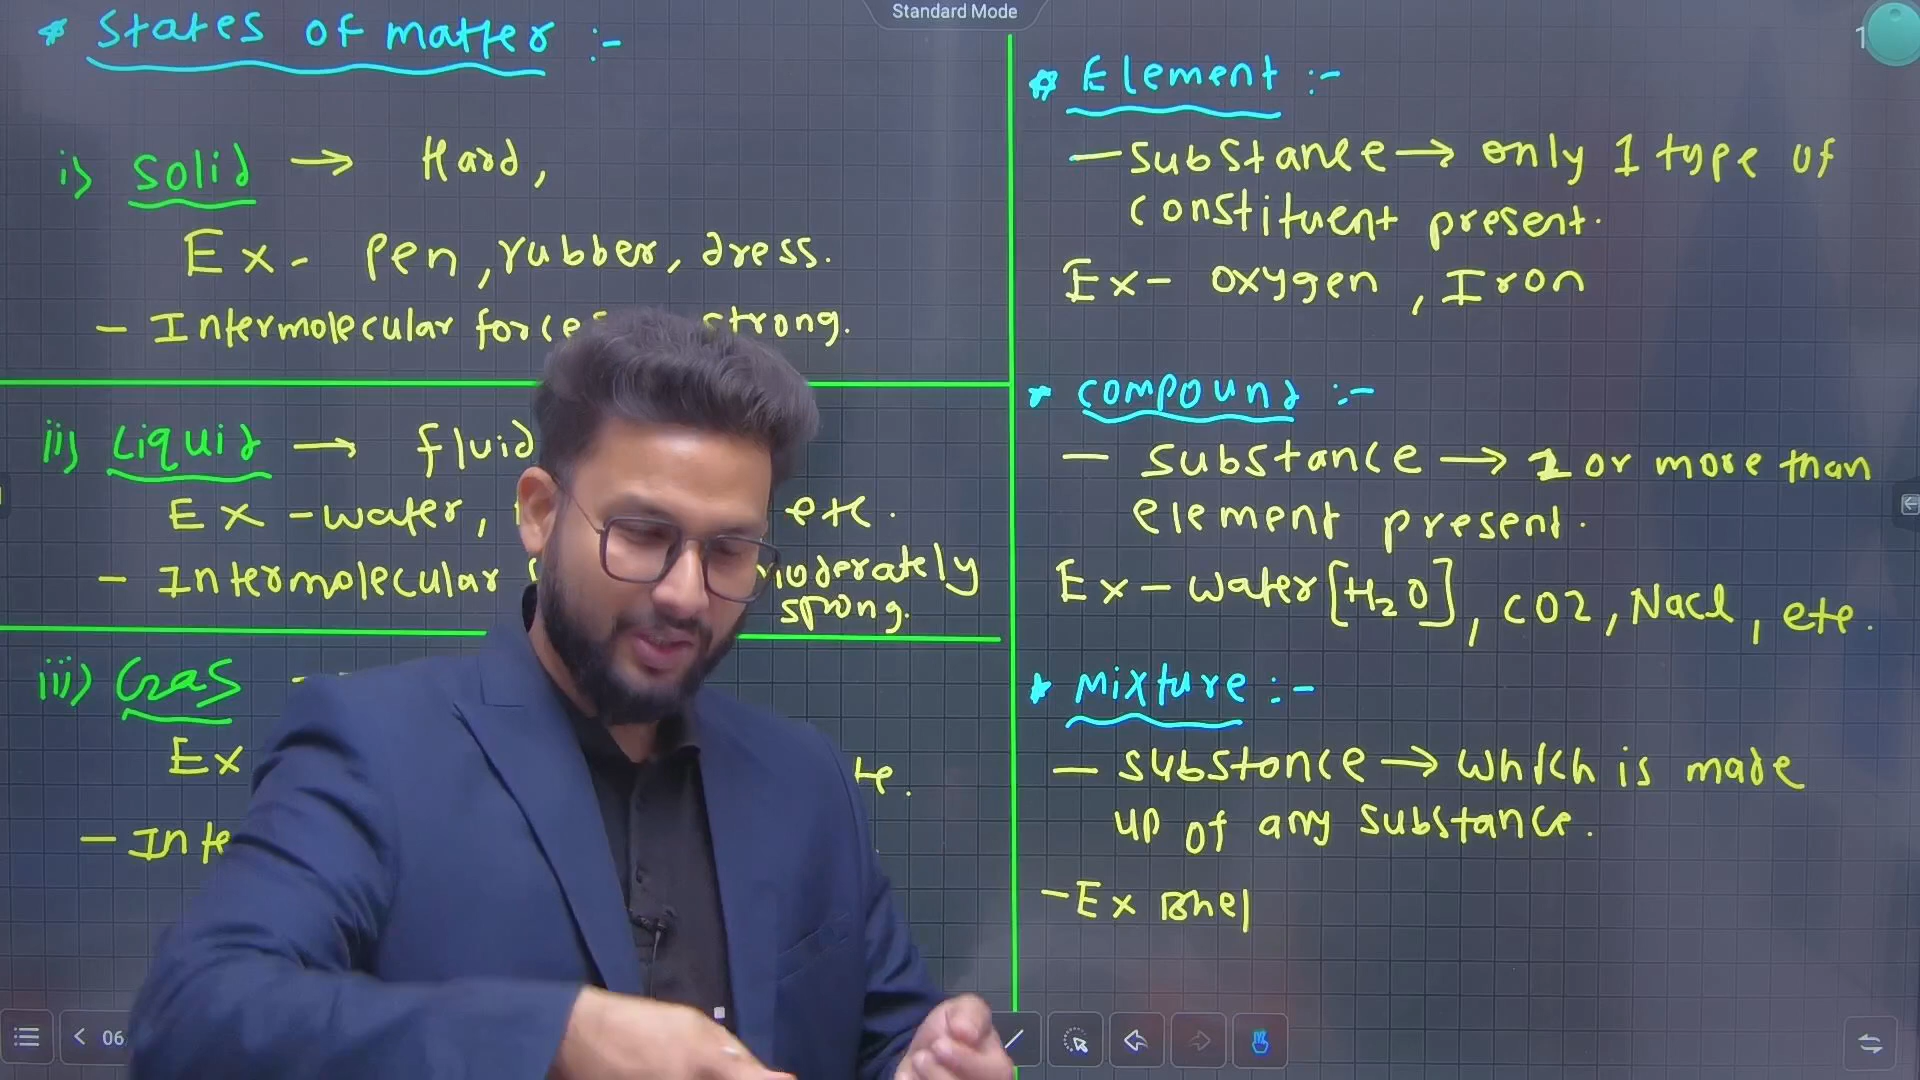 Standard Mode
* States of matter :-
i) Solid → Hard,
Ex - Pen, rubber, dress.
- Intermolecular forces strong.
ii) Liquid → fluid
Ex - water, etc.
- Intermolecular moderately
strong.
iii) Gas
Ex
- Inte
06
1
* Element :-
- substance → only 1 type of
constituent present.
Ex - oxygen, Iron
* compound :-
- substance → 1 or more than
element present.
Ex - water [H₂O], CO2, Nacl, etc.
* Mixture :-
- substance → which is made
up of any substance.
- Ex Bhel